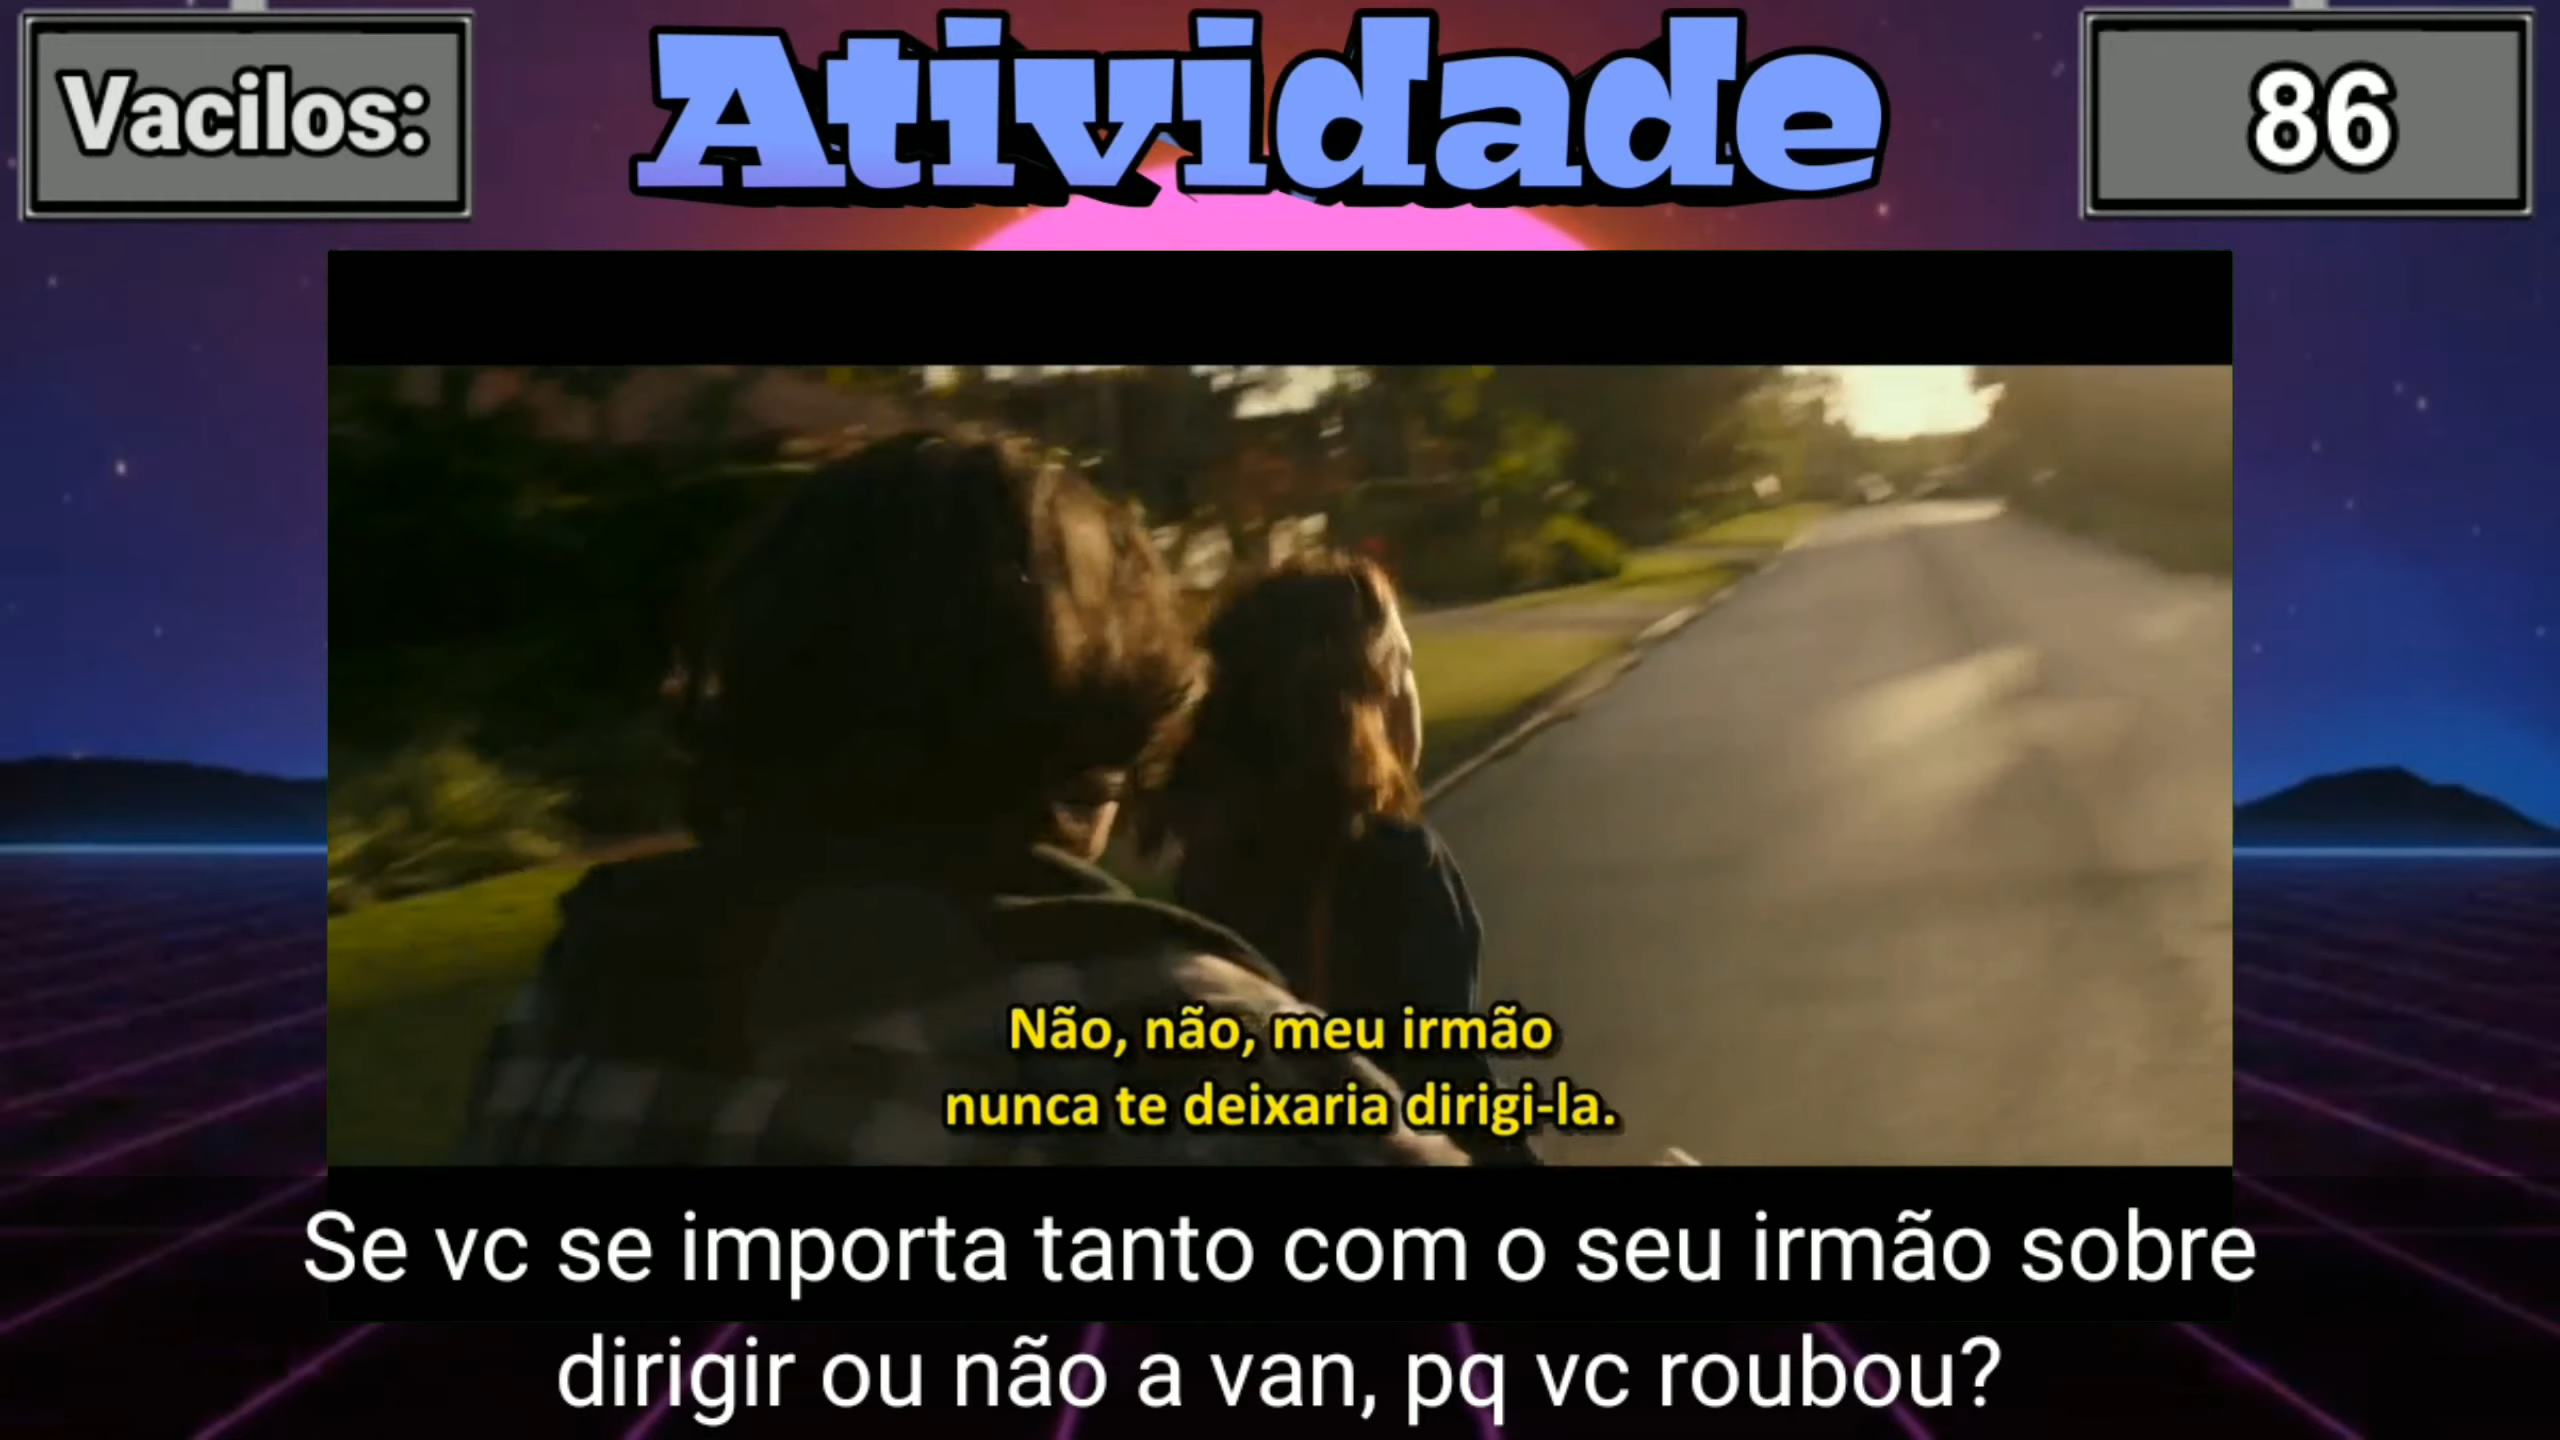 Vacilos:
Atividade
86
Não, não, meu irmão
nunca te deixaria dirigi-la.
Se vc se importa tanto com o seu irmão sobre
dirigir ou não a van, pq vc roubou?